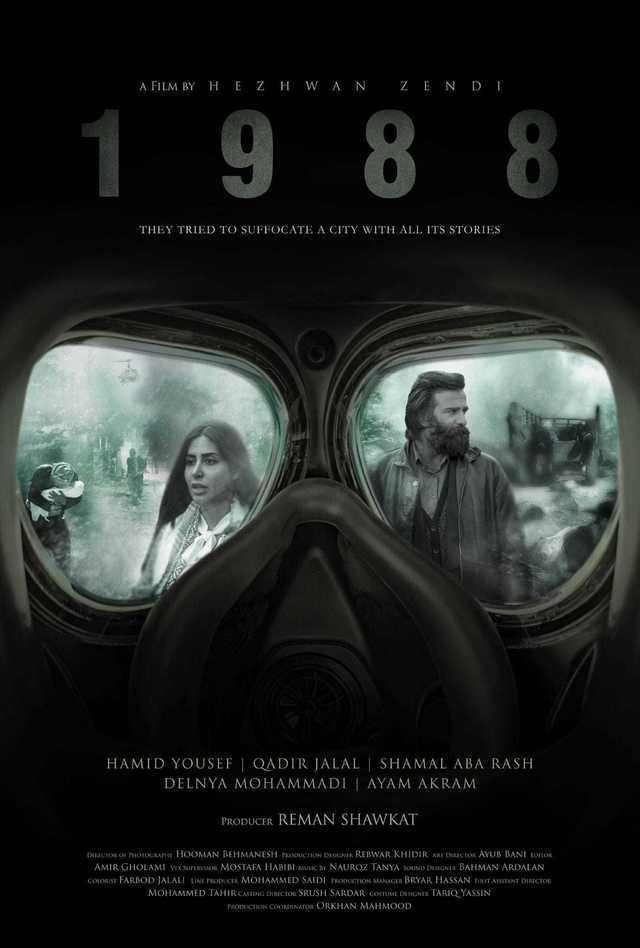 A FILM BY HEZHWAN ZENDI
1988
THEY TRIED TO SUFFOCATE A CITY WITH ALL ITS STORIES
HAMID YOUSEF | QADIR JALAL | SHAMAL ABA RASH
DELNYA MOHAMMADI | AYAM AKRAM
PRODUCER REMAN SHAWKAT
DIRECTOR OF PHOTOGRAPHY HOOMAN BEHMANESH PRODUCTION DESIGNER REBWAR KHIDIR ART DIRECTOR AYUB BANI EDITOR
AMIR GHOLAMI VFX SUPERVISOR MOSTAFA HABIBI MUSIC BY NAUROZ TANYA SOUND DESIGNER BAHMAN ARDALAN
COLORIST FARBOD JALALI LINE PRODUCER MOHAMMED SAIDI PRODUCTION MANAGER BRYAR HASSAN FIRST ASSISTANT DIRECTOR
MOHAMMED TAHIR CASTING DIRECTOR SRUSH SARDAR COSTUME DESIGNER TARIQ YASSIN
PRODUCTION COORDINATOR ORKHAN MAHMOOD